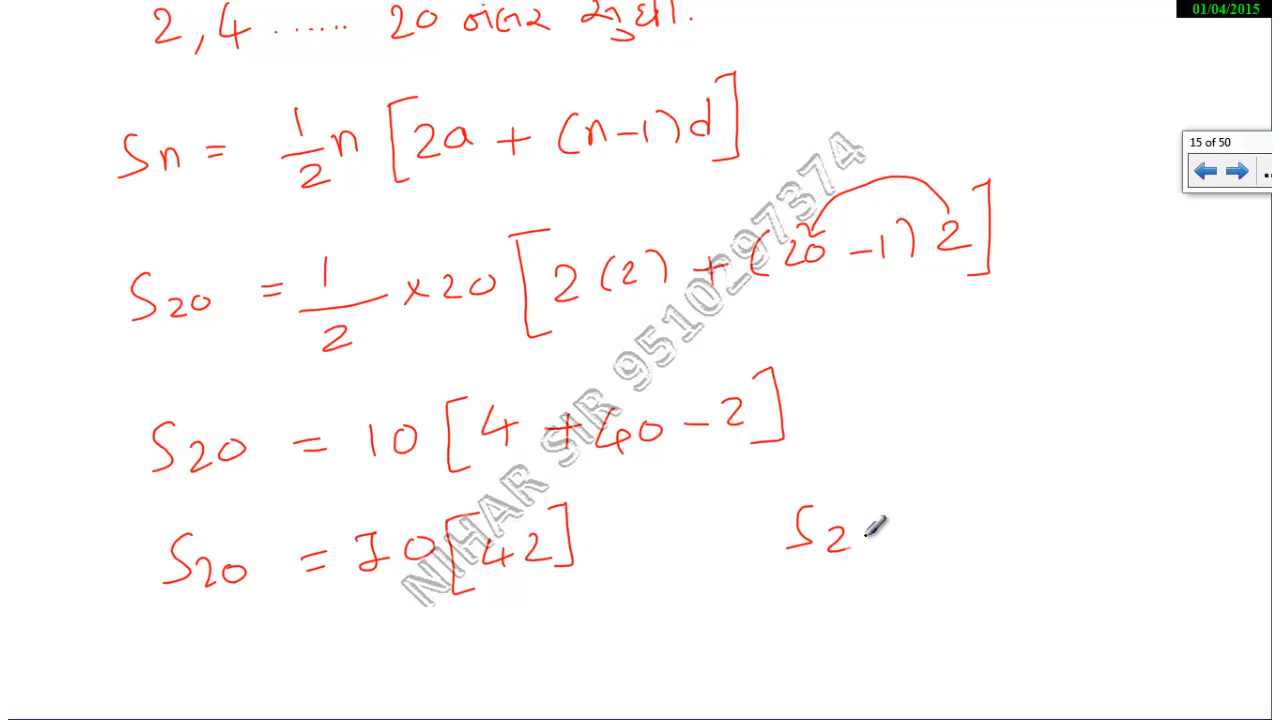 2, 4 ...... 20 સુધી.
01/04/2015
Sn = 1/2 n [2a + (n-1)d]
15 of 50
S20 = 1/2 × 20 [2(2) + (20-1)2]
S20 = 10 [4 + 40 - 2]
S20 = 10 [42]
S2
NIHAR SIR 9510297374